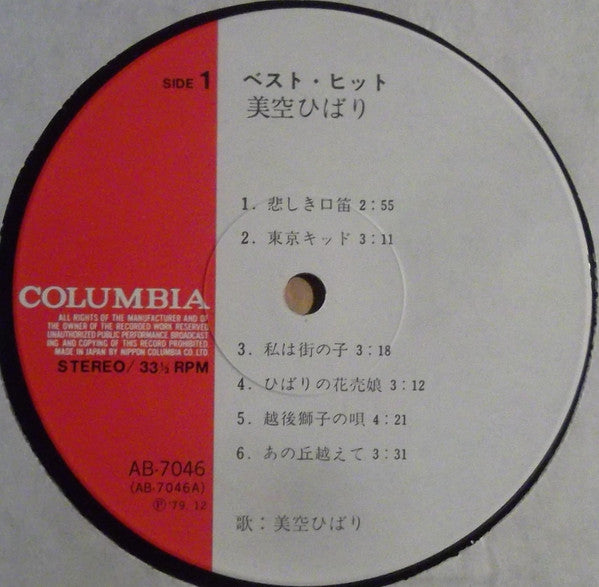 SIDE 1
ベスト・ヒット
美空ひばり
1. 悲しき口笛 2:55
2. 東京キッド 3:11
COLUMBIA
ALL RIGHTS OF THE MANUFACTURER AND OF
THE OWNER OF THE RECORDED WORK RESERVED
UNAUTHORIZED PUBLIC PERFORMANCE BROADCAST
ING AND COPYING OF THIS RECORD PROHIBITED
MADE IN JAPAN BY NIPPON COLUMBIA CO. LTD.
STEREO/ 33⅓ RPM
3. 私は街の子 3:18
4. ひばりの花売娘 3:12
5. 越後獅子の唄 4:21
6. あの丘越えて 3:31
AB-7046
(AB-7046A)
Ⓟ '79. 12
歌:美空ひばり